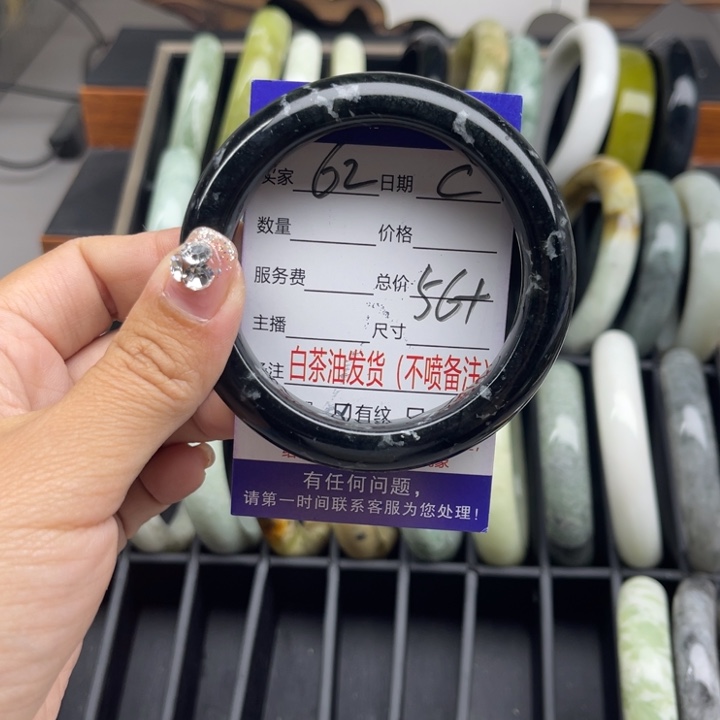 买家 62 日期 C
数量 价格
服务费 总价 56+
主播 尺寸
注 白茶油发货（不喷备注）
☑有纹 □
有任何问题，
请第一时间联系客服为您处理！